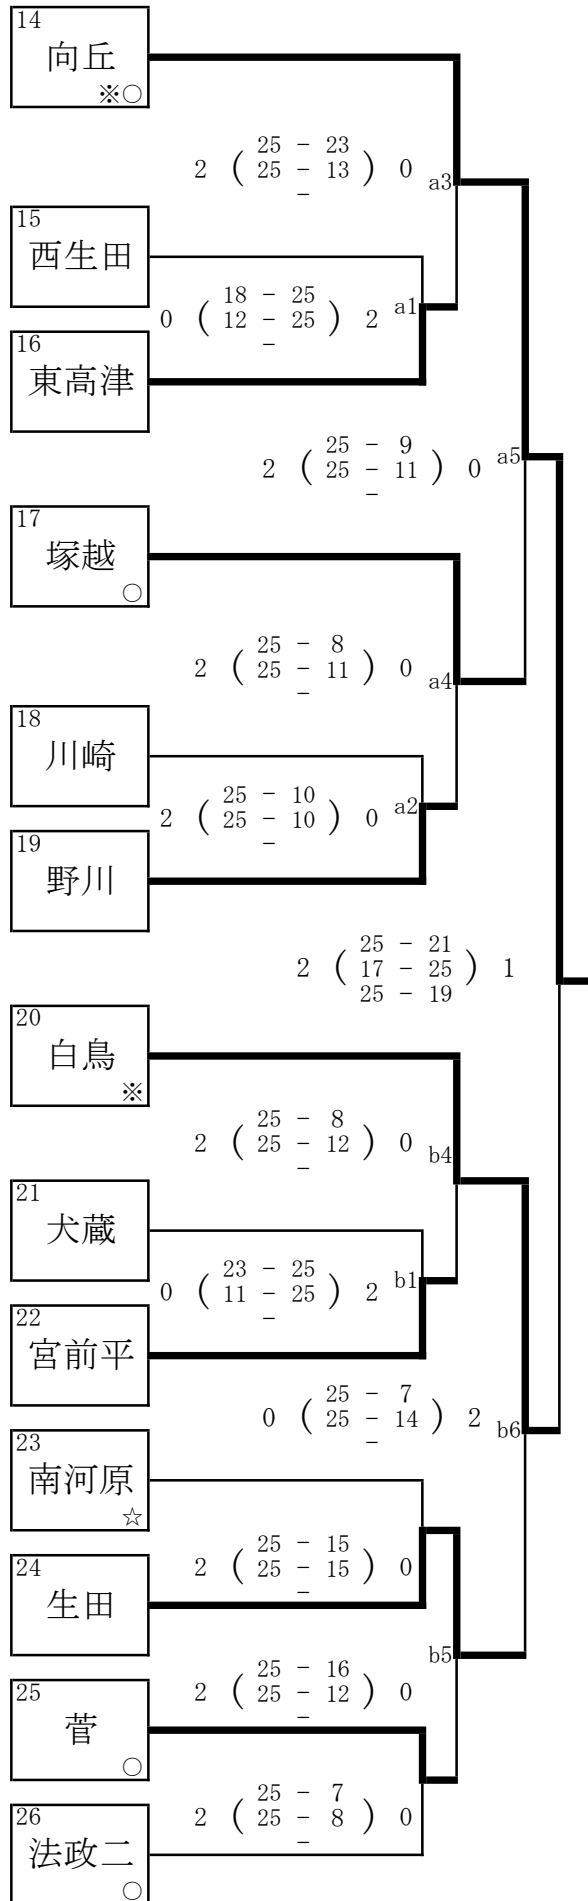 14
向丘
※○
25 - 23
2 ( 25 - 13 ) 0
-
a3
15
西生田
18 - 25
0 ( 12 - 25 ) 2
-
a1
16
東高津
25 - 9
2 ( 25 - 11 ) 0
-
a5
17
塚越
○
25 - 8
2 ( 25 - 11 ) 0
-
a4
18
川崎
25 - 10
2 ( 25 - 10 ) 0
-
a2
19
野川
25 - 21
2 ( 17 - 25 ) 1
25 - 19
20
白鳥
※
25 - 8
2 ( 25 - 12 ) 0
-
b4
21
犬蔵
23 - 25
0 ( 11 - 25 ) 2
-
b1
22
宮前平
25 - 7
0 ( 25 - 14 ) 2
-
b6
23
南河原
☆
25 - 15
2 ( 25 - 15 ) 0
-
24
生田
b5
25 - 16
2 ( 25 - 12 ) 0
-
25
菅
○
25 - 7
2 ( 25 - 8 ) 0
-
26
法政二
○